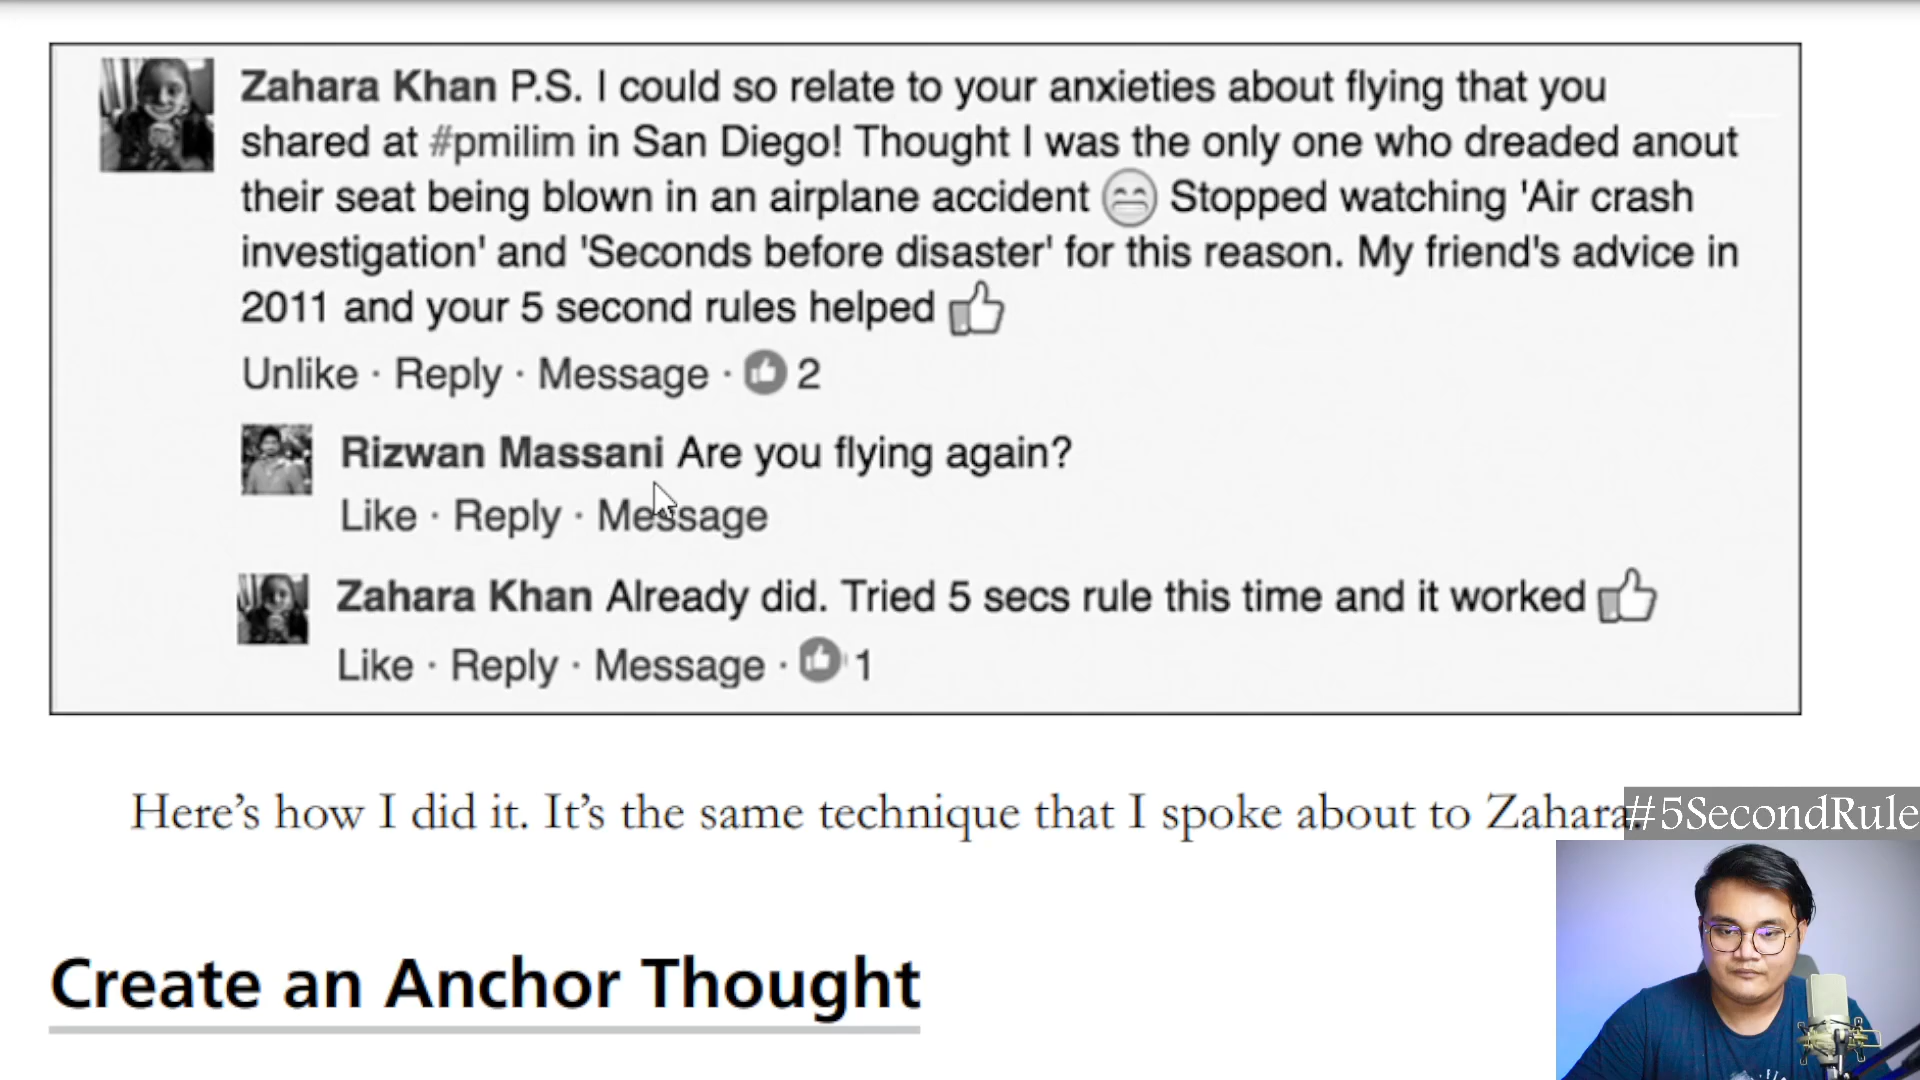 Zahara Khan P.S. I could so relate to your anxieties about flying that you
shared at #pmilim in San Diego! Thought I was the only one who dreaded anout
their seat being blown in an airplane accident 😄 Stopped watching 'Air crash
investigation' and 'Seconds before disaster' for this reason. My friend's advice in
2011 and your 5 second rules helped 👍
Unlike · Reply · Message · 2
Rizwan Massani Are you flying again?
Like · Reply · Message
Zahara Khan Already did. Tried 5 secs rule this time and it worked 👍
Like · Reply · Message · 1
Here's how I did it. It's the same technique that I spoke about to Zahara.
#5SecondRule
Create an Anchor Thought